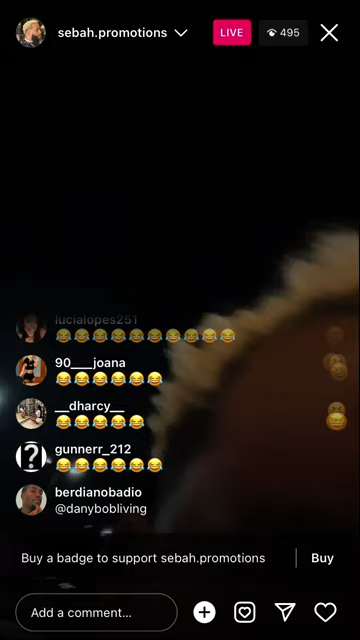 sebah.promotions
LIVE
495
lucialopes251
😂😂😂😂😂😂😂😂😂😂
90___joana
😂😂😂😂😂😂
__dharcy__
😂😂😂😂😂
gunnerr_212
😂😂😂😂😂😂
berdianobadio
@danybobliving
Buy a badge to support sebah.promotions
Buy
Add a comment...